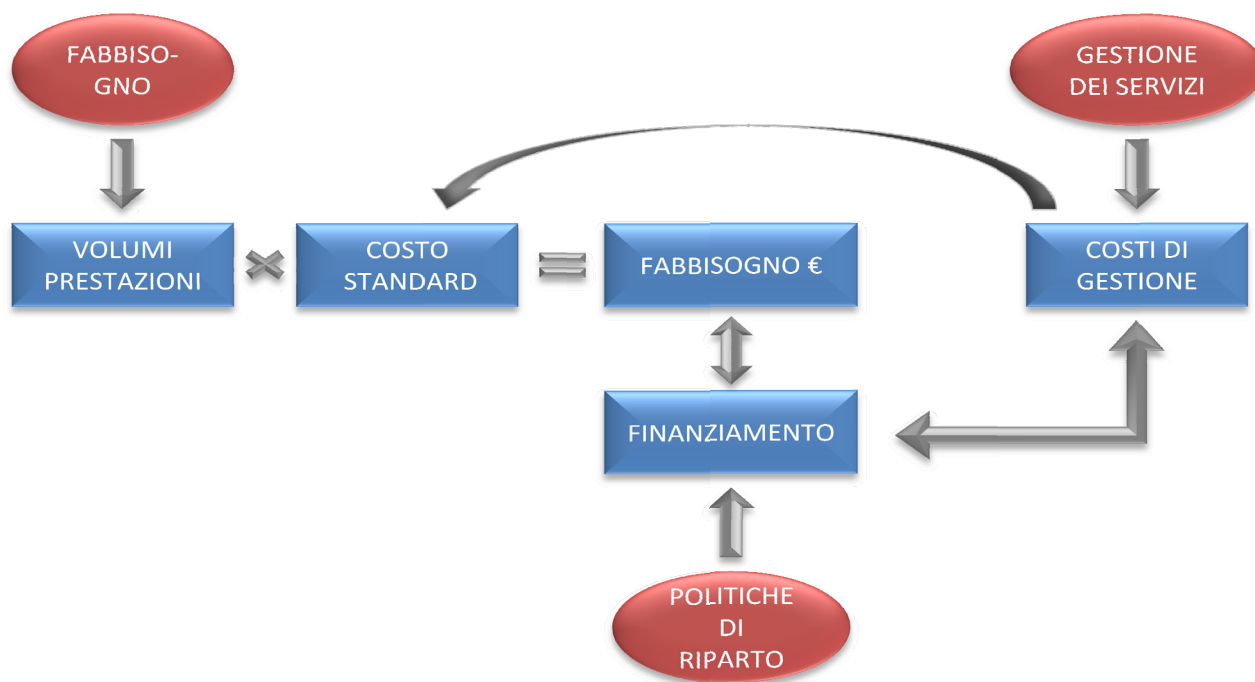 FABBISO-
GNO
GESTIONE
DEI SERVIZI
VOLUMI
PRESTAZIONI
COSTO
STANDARD
FABBISOGNO €
COSTI DI
GESTIONE
FINANZIAMENTO
POLITICHE
DI
RIPARTO